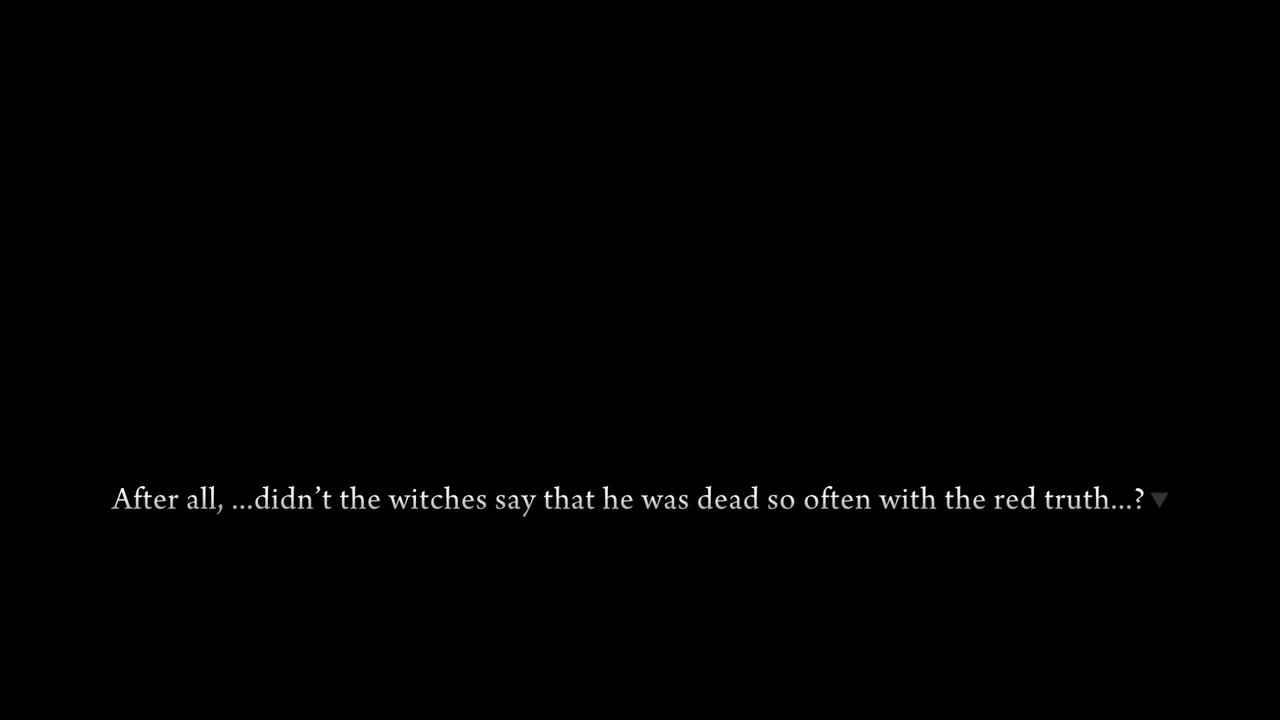 After all, ...didn’t the witches say that he was dead so often with the red truth...?